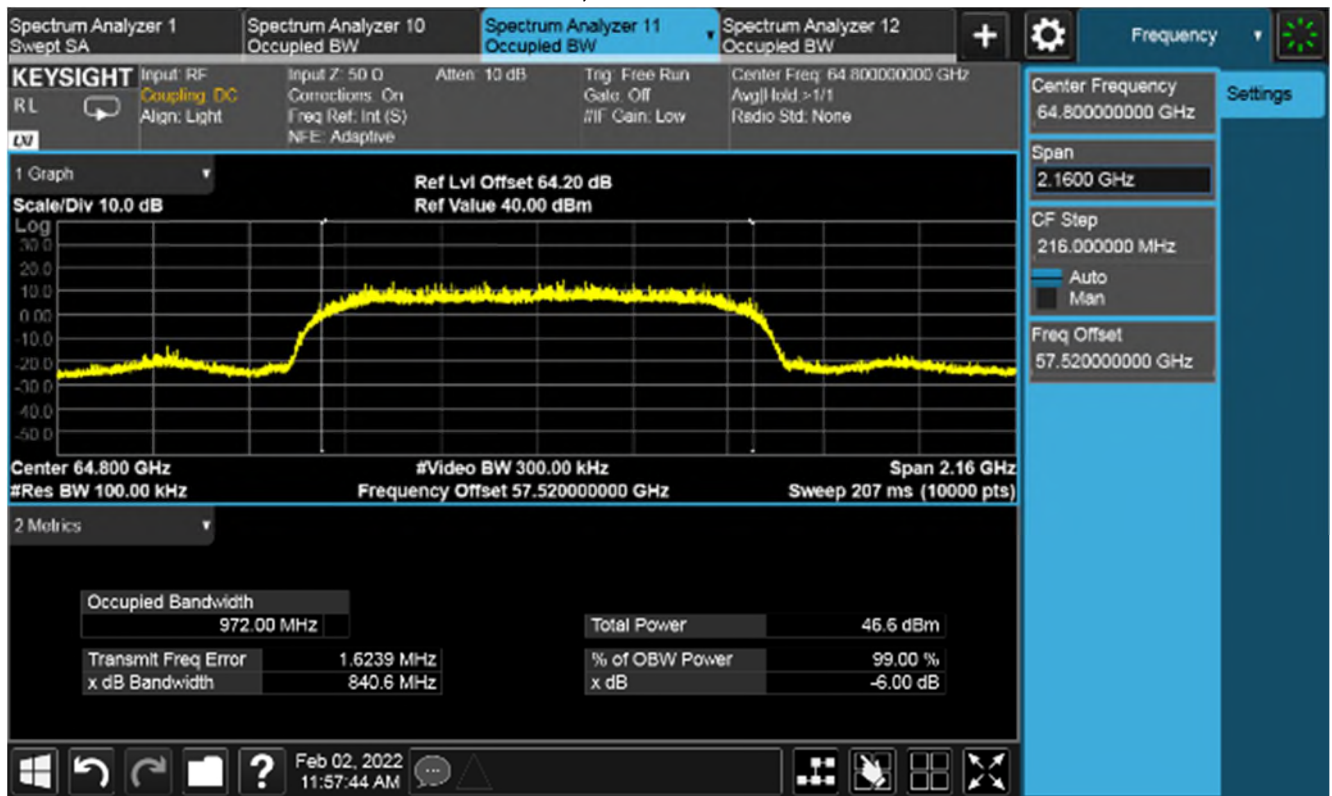 Spectrum Analyzer 1
Swept SA
Spectrum Analyzer 10
Occupied BW
Spectrum Analyzer 11
Occupied BW
Spectrum Analyzer 12
Occupied BW
+
Frequency
KEYSIGHT
RL
LXI
Input: RF
Coupling: DC
Align: Light
Input Z: 50 Ω
Corrections: On
Freq Ref: Int (S)
NFE: Adaptive
Atten: 10 dB
Trig: Free Run
Gate: Off
#IF Gain: Low
Center Freq: 64.800000000 GHz
Avg|Hold:>1/1
Radio Std: None
Center Frequency
64.800000000 GHz
Settings
Span
2.1600 GHz
CF Step
216.000000 MHz
Auto
Man
Freq Offset
57.520000000 GHz
1 Graph
Scale/Div 10.0 dB
Ref Lvl Offset 64.20 dB
Ref Value 40.00 dBm
Log
30.0
20.0
10.0
0.00
-10.0
-20.0
-30.0
-40.0
-50.0
Center 64.800 GHz
#Video BW 300.00 kHz
Span 2.16 GHz
#Res BW 100.00 kHz
Frequency Offset 57.520000000 GHz
Sweep 207 ms (10000 pts)
2 Metrics
Occupied Bandwidth
972.00 MHz
Total Power 46.6 dBm
Transmit Freq Error 1.6239 MHz
% of OBW Power 99.00 %
x dB Bandwidth 840.6 MHz
x dB -6.00 dB
?
Feb 02, 2022
11:57:44 AM